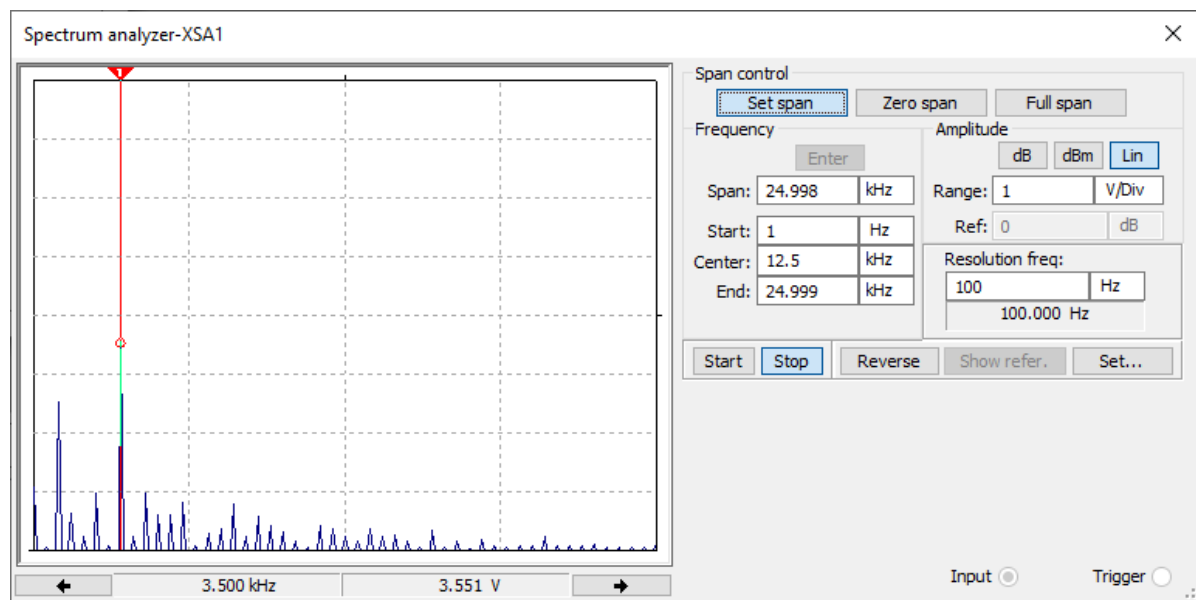 Spectrum analyzer-XSA1
1
Span control
Set span Zero span Full span
Frequency
Enter
Span: 24.998 kHz
Start: 1 Hz
Center: 12.5 kHz
End: 24.999 kHz
Amplitude
dB dBm Lin
Range: 1 V/Div
Ref: 0 dB
Resolution freq:
100 Hz
100.000 Hz
Start Stop Reverse Show refer. Set...
3.500 kHz 3.551 V
Input Trigger